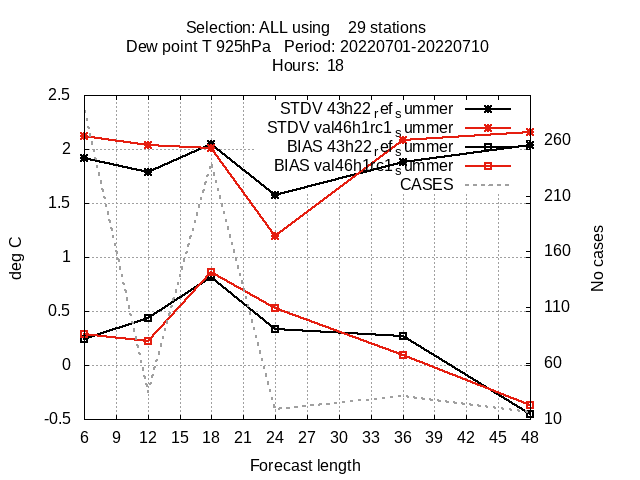 Selection: ALL using    29 stations
Dew point T 925hPa   Period: 20220701-20220710
Hours:  18
STDV 43h22_ref_summer
STDV val46h1rc1_summer
BIAS 43h22_ref_summer
BIAS val46h1rc1_summer
CASES
2.5
2
1.5
1
0.5
0
-0.5
deg C
260
210
160
110
60
10
No cases
6 9 12 15 18 21 24 27 30 33 36 39 42 45 48
Forecast length